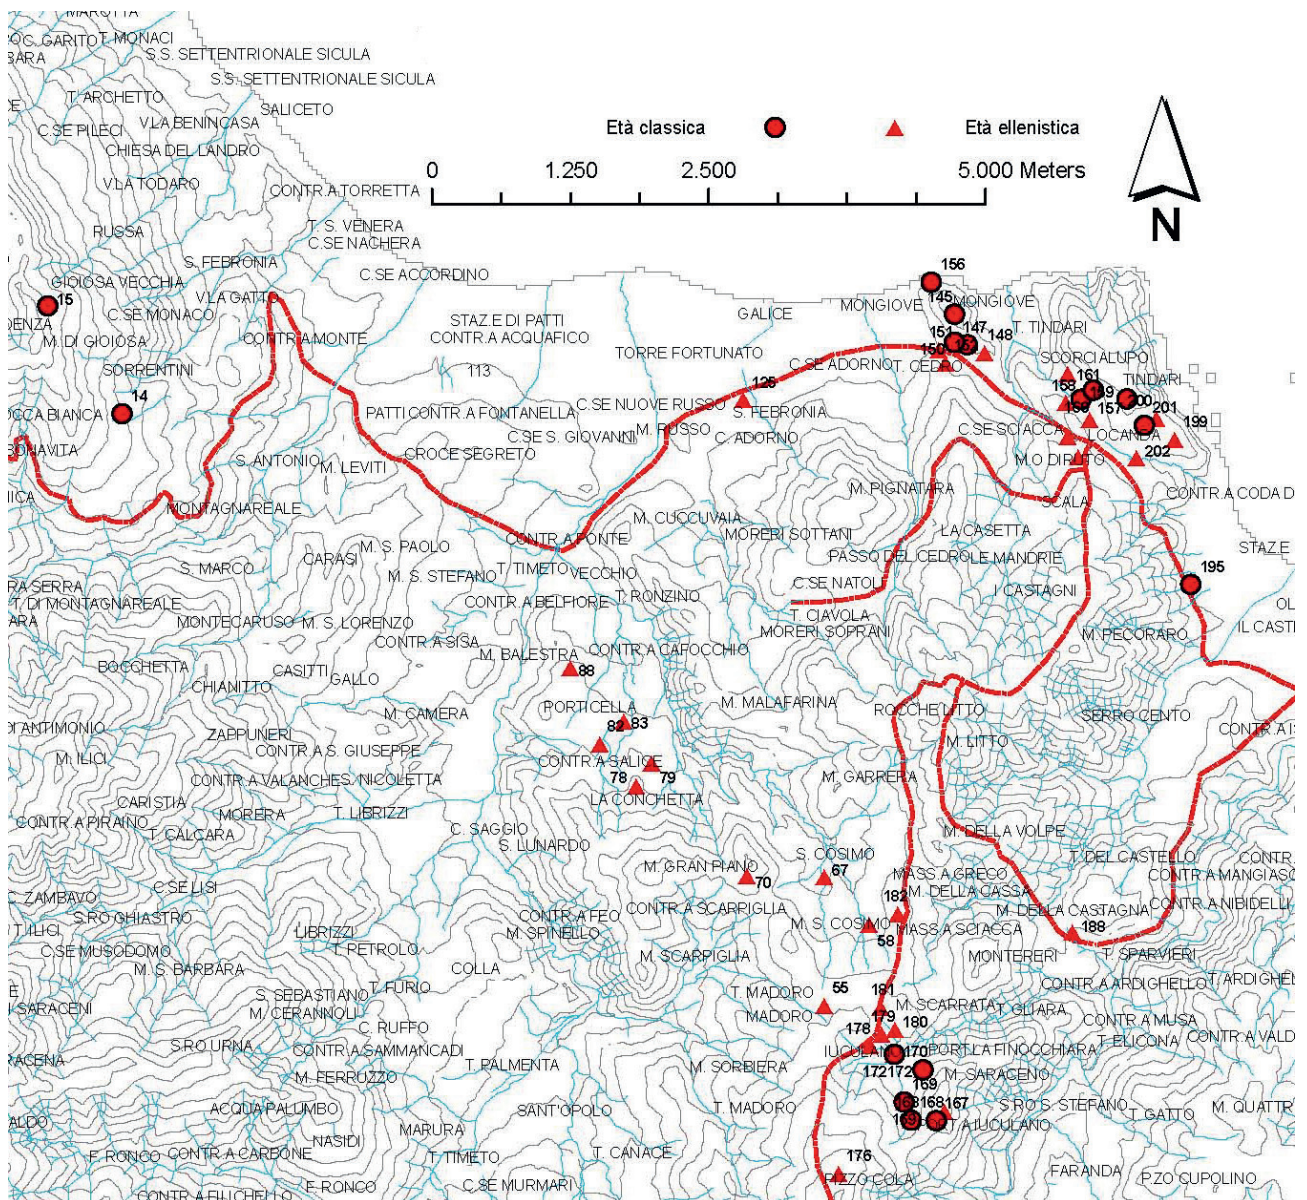 MAROTTA
C. GARITO
T. MONACI
S.S. SETTENTRIONALE SICULA
S.S. SETTENTRIONALE SICULA
T. ARCHETTO
SALICETO
V.LA BENINCASA
C.SE PILECI
CHIESA DEL LANDRO
V.LA TODARO
CONTR.A TORRETTA
Età classica
Età ellenistica
0 1.250 2.500 5.000 Meters
N
RUSSA
T. S. VENERA
C.SE NACHERA
S. FEBRONIA
C.SE ACCORDINO
GIOIOSA VECCHIA
V.LA GATTO
15
C.SE MONACO
M. DI GIOIOSA
CONTR.A MONTE
SORRENTINI
STAZ.E DI PATTI
CONTR.A ACQUAFICO
GALICE
156
MONGIOVE
145
MONGIOVE
T. TINDARI
147
151
148
150
TORRE FORTUNATO
C.SE ADORNO
T. CEDRO
SCORCIALUPO
113
161
TINDARI
158
157
201
199
202
14
125
PATTI
CONTR.A FONTANELLA
C.SE NUOVE RUSSO
S. FEBRONIA
M. RUSSO
C. ADORNO
C.SE S. GIOVANNI
CROCE SEGRETO
C.SE SCIACCA
LOCANDA
M.O DIRUTO
S. ANTONIO
M. LEVITI
MONTAGNAREALE
M. PIGNATARA
SCALA
CONTR.A CODA D
M. CUCCUVAIA
MORERI SOTTANI
LA CASETTA
CONTR.A PONTE
PASSO DEL CEDRO
LE MANDRIE
STAZ.E
M. S. PAOLO
CARASI
T. TIMETO
VECCHIO
S. MARCO
M. S. STEFANO
C.SE NATOLI
I CASTAGNI
195
T. DI MONTAGNAREALE
CONTR.A BELFIORE
T. RONZINO
T. CIAVOLA
MONTECARUSO
M. S. LORENZO
MORERI SOPRANI
M. PECORARO
CONTR.A SISA
M. BALESTRA
CONTR.A CAPOCCHIO
BOCCHETTA
CASITTI
GALLO
88
CHIANITTO
M. MALAFARINA
PORTICELLA
ROCCHE LITTO
M. CAMERA
82
83
SERRO CENTO
ZAPPUNERI
M. LITTO
CONTR.A S. GIUSEPPE
M. ILICI
CONTR.A SALICE
CONTR.A VALANCHE
S. NICOLETTA
78
79
M. GARRERA
LA CONCHETTA
CARISTIA
MORERA
T. LIBRIZZI
CONTR.A PIRAINO
T. CALCARA
C. SAGGIO
M. DELLA VOLPE
S. LUNARDO
S. COSIMO
T. DEL CASTELLO
M. GRAN PIANO
67
MASS.A GRECO
70
M. DELLA CASSA
C.SE LISI
C. ZAMBAVO
182
CONTR.A SCARPIGLIA
M. DELLA CASTAGNA
CONTR.A NIBIDELLI
S.RO GHIASTRO
CONTR.A FEO
M. S. COSIMO
MASS.A SCIACCA
188
T. ILICI
LIBRIZZI
M. SPINELLO
58
C.SE MUSODOMO
T. PETROLO
M. SCARPIGLIA
MONTERERI
T. SPARVIERI
M. S. BARBARA
COLLA
CONTR.A ARDIGHELLO
S. SEBASTIANO
T. FURIO
T. MADORO
55
181
M. CERANNOLI
MADORO
M. SCARRATA
T. GLIARA
179
C. RUFFO
178
180
CONTR.A MUSA
S.RO URNA
CONTR.A SAMMANCADI
IUCULANO
170
PORT.LA FINOCCHIARA
T. ELICONA
CONTR.A VALD
T. PALMENTA
M. SORBIERA
172
172
M. FERRUZZO
M. SARACENO
169
ACQUA PALUMBO
SANT'OPOLO
T. MADORO
168
167
S.RO S. STEFANO
T. GATTO
M. QUATTR
NASIDI
MARURA
T. CANACE
F. RONCO
CONTR.A CARBONE
T. TIMETO
176
PIZZO COLA
FARANDA
P.ZO CUPOLINO
F. RONCO
C.SE MURMARI